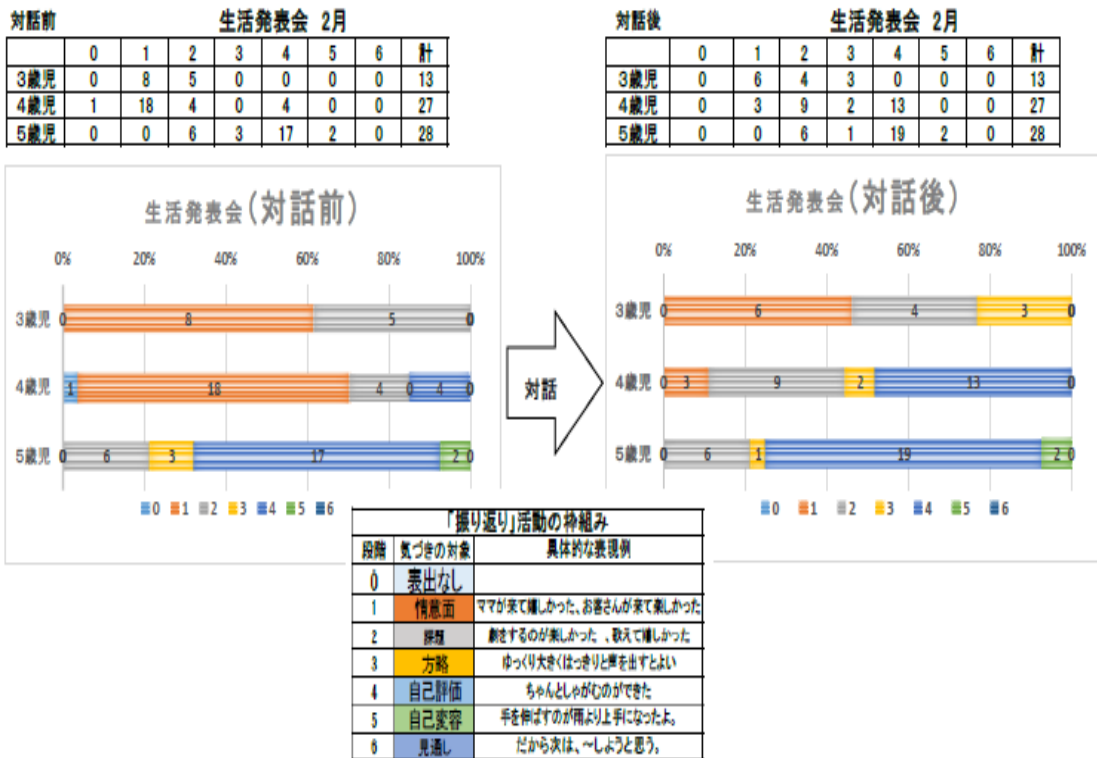 対話前 生活発表会 2月
0 1 2 3 4 5 6 計
3歳児 0 8 5 0 0 0 0 13
4歳児 1 18 4 0 4 0 0 27
5歳児 0 0 6 3 17 2 0 28
対話後 生活発表会 2月
0 1 2 3 4 5 6 計
3歳児 0 6 4 3 0 0 0 13
4歳児 0 3 9 2 13 0 0 27
5歳児 0 0 6 1 19 2 0 28
生活発表会(対話前)
0% 20% 40% 60% 80% 100%
3歳児 0 8 5 0
4歳児 1 18 4 0 4 0
5歳児 0 6 3 17 2 0
0 1 2 3 4 5 6
対話
生活発表会(対話後)
0% 20% 40% 60% 80% 100%
3歳児 0 6 4 3 0
4歳児 0 3 9 2 13 0
5歳児 0 6 1 19 2 0
0 1 2 3 4 5 6
「振り返り」活動の枠組み
段階 気づきの対象 具体的な表現例
0 表出なし
1 情意面 ママが来て嬉しかった、お客さんが来て楽しかった
2 課題 劇をするのが楽しかった 、歌えて嬉しかった
3 方略 ゆっくり大きくはっきりと声を出すとよい
4 自己評価 ちゃんとしゃがむのができた
5 自己変容 手を伸ばすのが前より上手になったよ。
6 見通し だから次は、~しようと思う。